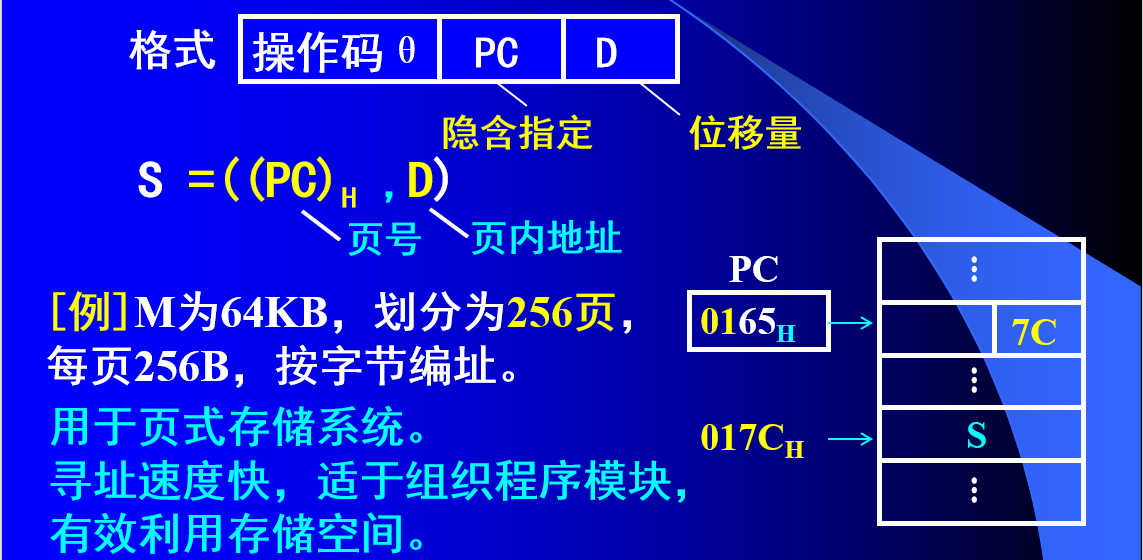 格式 操作码 θ PC D
隐含指定 位移量
S =((PC)H ,D)
页号 页内地址
[例]M为64KB，划分为256页，
每页256B，按字节编址。
用于页式存储系统。
寻址速度快，适于组织程序模块，
有效利用存储空间。
PC
0165H
7C
017CH
S